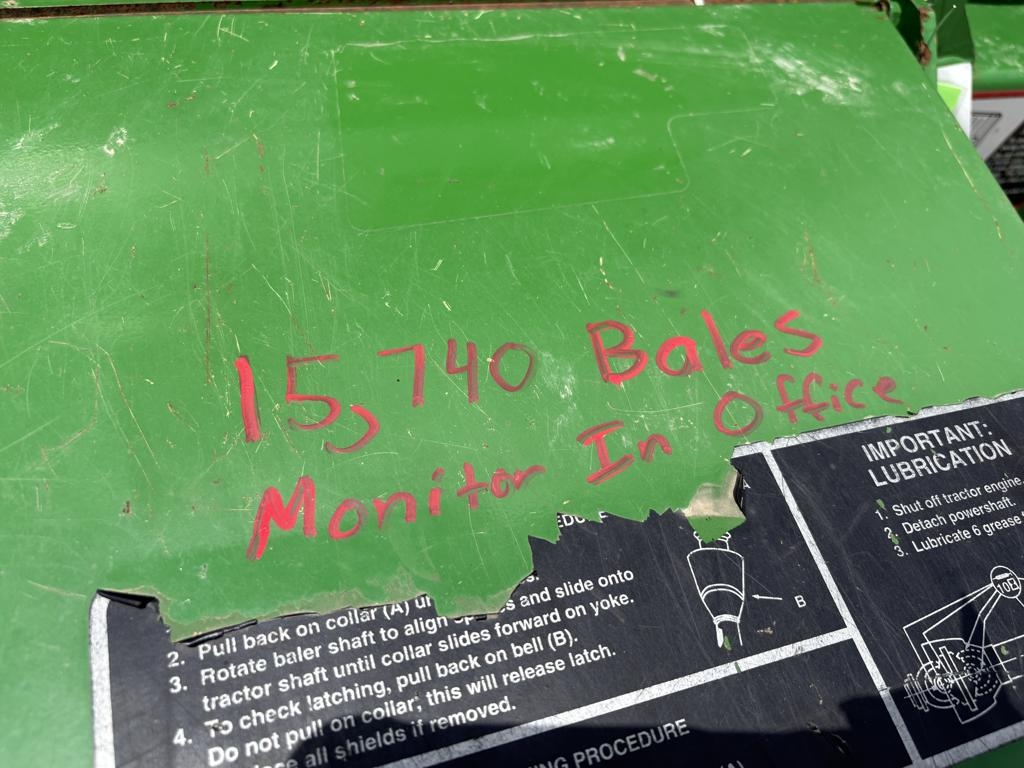 15,740 Bales
Monitor In Office
IMPORTANT:
LUBRICATION
1. Shut off tractor engine.
2. Detach powershaft.
3. Lubricate 6 grease
2. Pull back on collar (A) and slide onto
3. Rotate baler shaft to align
tractor shaft until collar slides forward on yoke.
4. To check latching, pull back on bell (B).
Do not pull on collar; this will release latch.
all shields if removed.
B
PROCEDURE
(A)